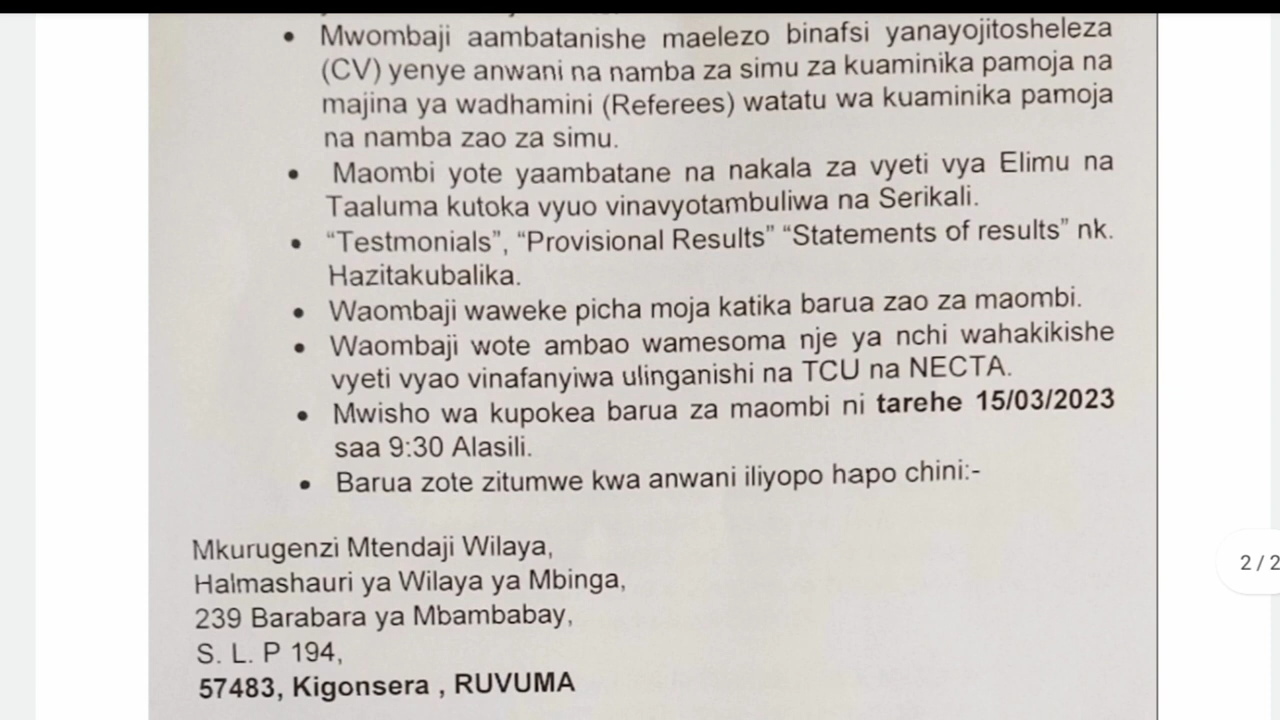 • Mwombaji aambatanishe maelezo binafsi yanayojitosheleza
(CV) yenye anwani na namba za simu za kuaminika pamoja na
majina ya wadhamini (Referees) watatu wa kuaminika pamoja
na namba zao za simu.
• Maombi yote yaambatane na nakala za vyeti vya Elimu na
Taaluma kutoka vyuo vinavyotambuliwa na Serikali.
• “Testmonials”, “Provisional Results” “Statements of results” nk.
Hazitakubalika.
• Waombaji waweke picha moja katika barua zao za maombi.
• Waombaji wote ambao wamesoma nje ya nchi wahakikishe
vyeti vyao vinafanyiwa ulinganishi na TCU na NECTA.
• Mwisho wa kupokea barua za maombi ni tarehe 15/03/2023
saa 9:30 Alasili.
• Barua zote zitumwe kwa anwani iliyopo hapo chini:-
Mkurugenzi Mtendaji Wilaya,
Halmashauri ya Wilaya ya Mbinga,
239 Barabara ya Mbambabay,
S. L. P 194,
57483, Kigonsera , RUVUMA
2 / 2